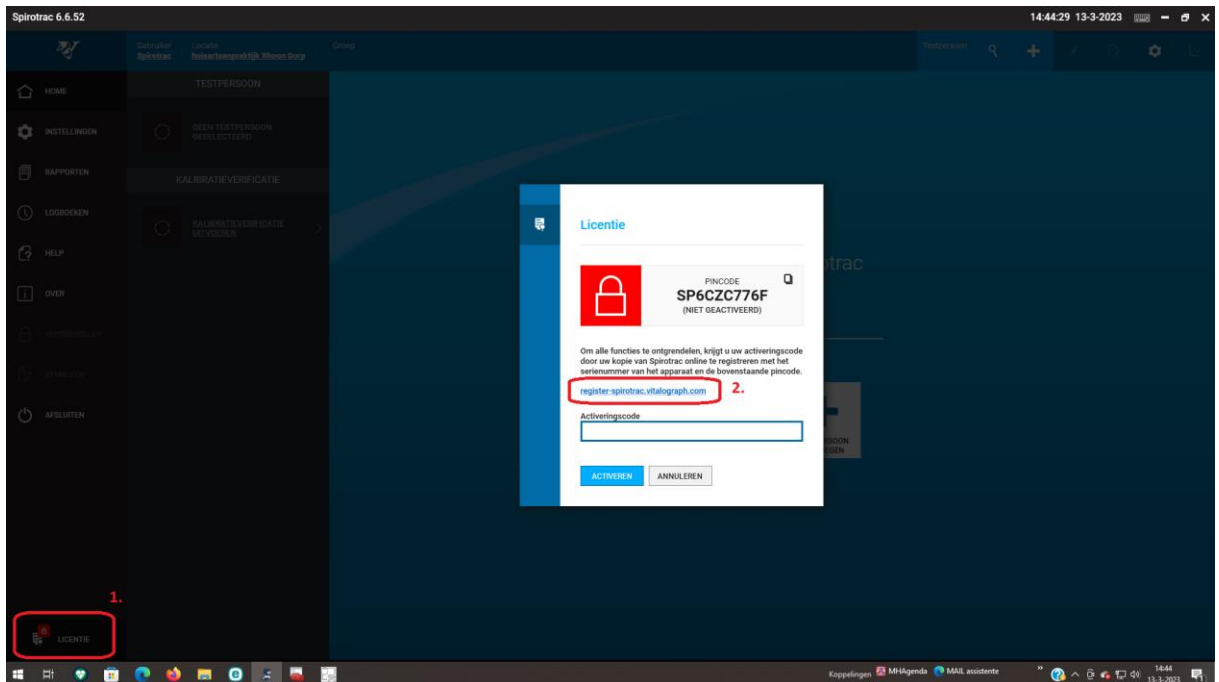 Spirotrac 6.6.52
14:44:29 13-3-2023
Gebruiker
Spirotrac
Locatie
Huisartsenpraktijk Rhoon Dorp
Groep
Testpersoon
HOME
INSTELLINGEN
RAPPORTEN
LOGBOEKEN
HELP
OVER
AFSLUITEN
TESTPERSOON
GEEN TESTPERSOON
GESELECTEERD
KALIBRATIEVERIFICATIE
KALIBRATIEVERIFICATIE
UITVOEREN
Licentie
PINCODE
SP6CZC776F
(NIET GEACTIVEERD)
Om alle functies te ontgrendelen, krijgt u uw activeringscode
door uw kopie van Spirotrac online te registreren met het
serienummer van het apparaat en de bovenstaande pincode.
register-spirotrac.vitalograph.com
2.
Activeringscode
ACTIVEREN
ANNULEREN
1.
LICENTIE
Koppelingen
MHAgenda
MAIL assistente
14:44
13-3-2023